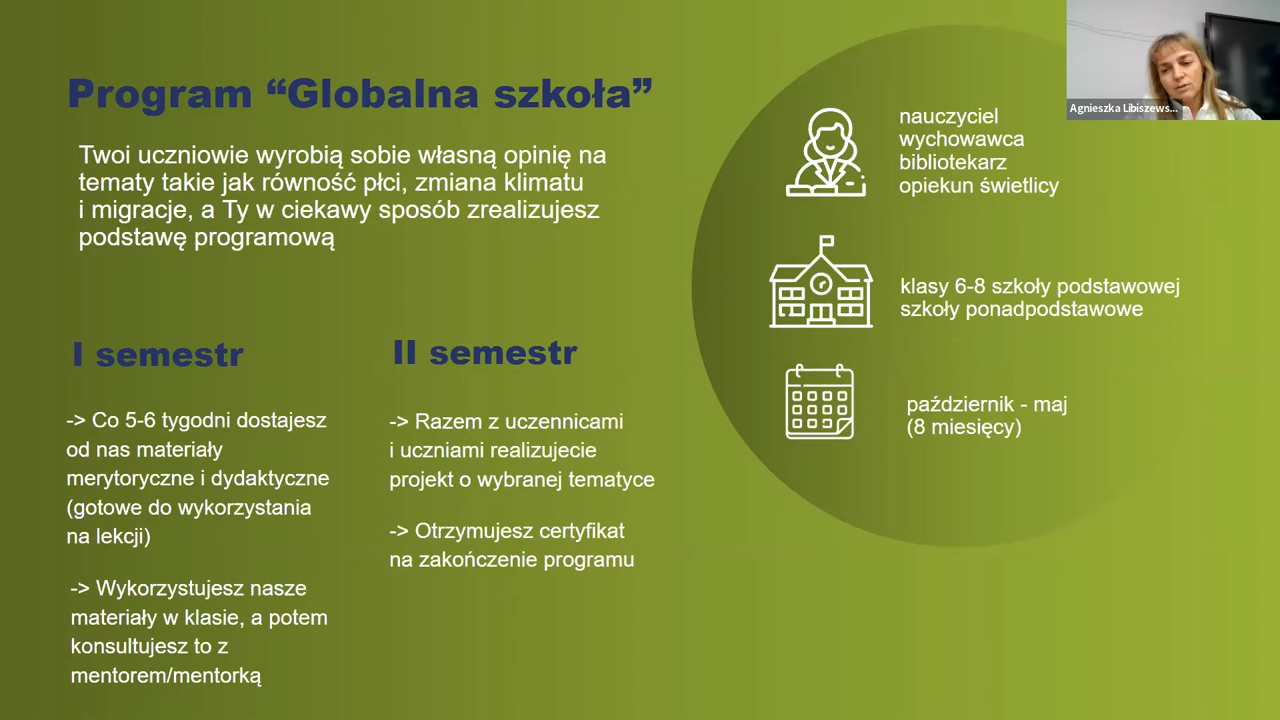 Program “Globalna szkoła”
Twoi uczniowie wyrobią sobie własną opinię na
tematy takie jak równość płci, zmiana klimatu
i migracje, a Ty w ciekawy sposób zrealizujesz
podstawę programową
I semestr
-> Co 5-6 tygodni dostajesz
od nas materiały
merytoryczne i dydaktyczne
(gotowe do wykorzystania
na lekcji)
-> Wykorzystujesz nasze
materiały w klasie, a potem
konsultujesz to z
mentorem/mentorką
II semestr
-> Razem z uczennicami
i uczniami realizujecie
projekt o wybranej tematyce
-> Otrzymujesz certyfikat
na zakończenie programu
nauczyciel
wychowawca
bibliotekarz
opiekun świetlicy
klasy 6-8 szkoły podstawowej
szkoły ponadpodstawowe
październik - maj
(8 miesięcy)
Agnieszka Libiszews...